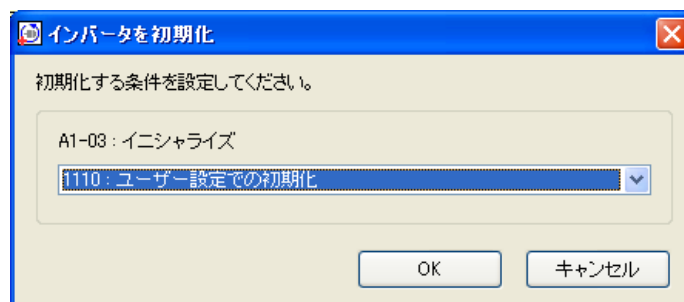 インバータを初期化
初期化する条件を設定してください。
A1-03 : イニシャライズ
1110 : ユーザー設定での初期化
OK
キャンセル